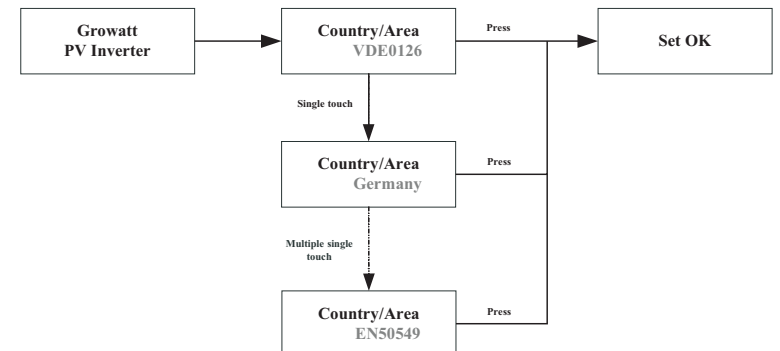 Growatt
PV Inverter
Country/Area
VDE0126
Press
Set OK
Single touch
Country/Area
Germany
Press
Multiple single
touch
Country/Area
EN50549
Press